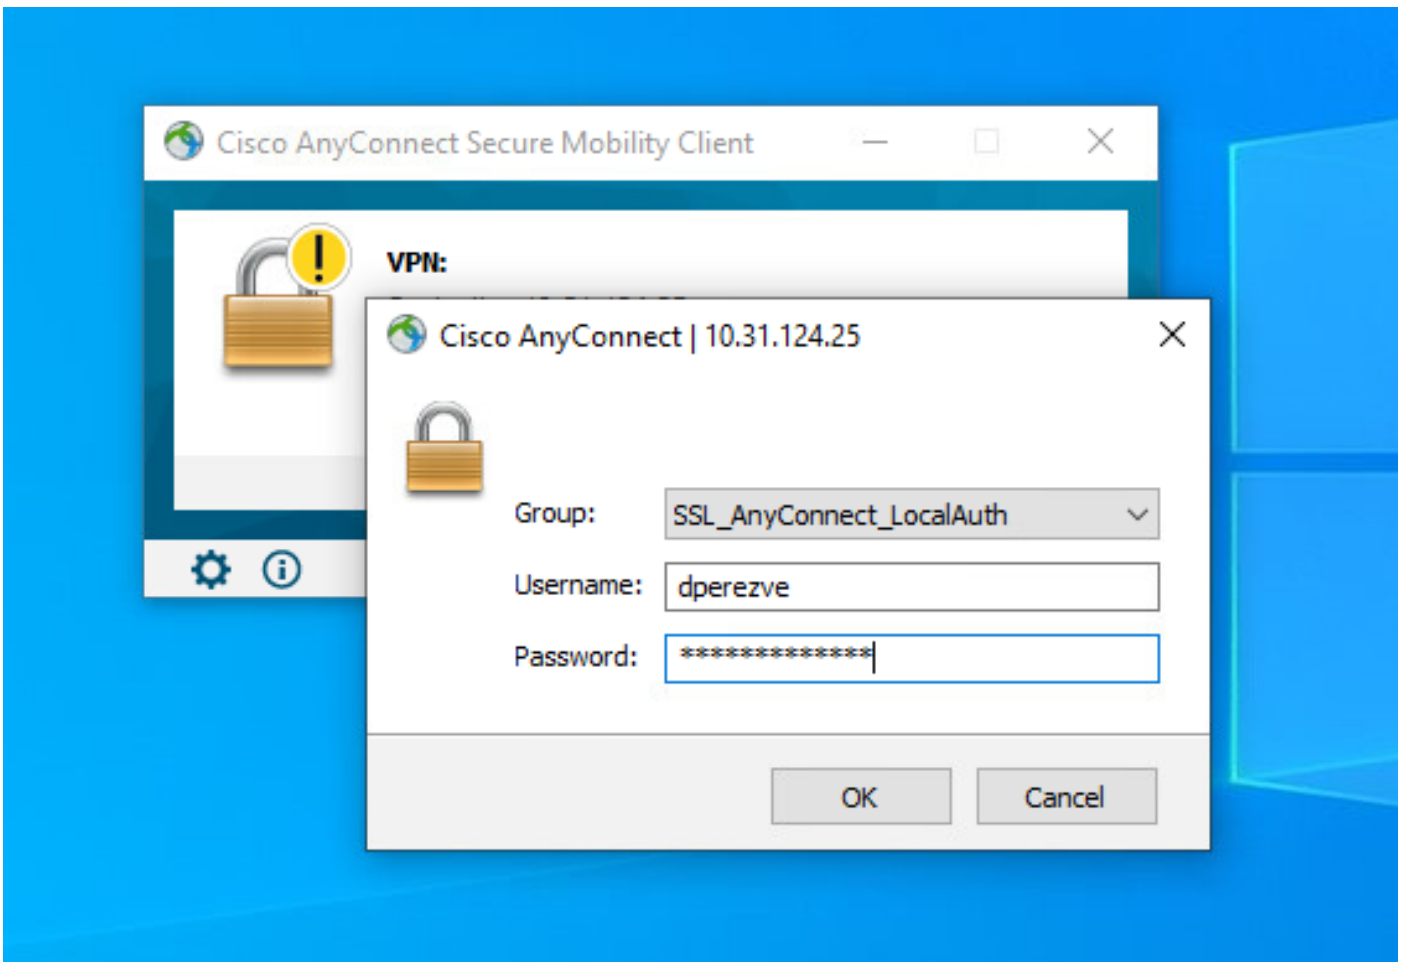 Cisco AnyConnect Secure Mobility Client
VPN:
Cisco AnyConnect | 10.31.124.25
Group: SSL_AnyConnect_LocalAuth
Username: dperezve
Password: *************
OK Cancel